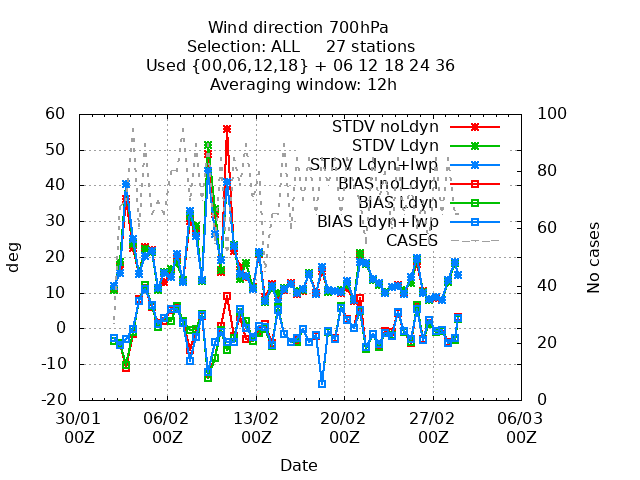 Wind direction 700hPa
Selection: ALL 27 stations
Used {00,06,12,18} + 06 12 18 24 36
Averaging window: 12h
60
50
40
30
20
10
0
-10
-20
100
80
60
40
20
0
deg
No cases
STDV noLdyn
STDV Ldyn
STDV Ldyn+lwp
BIAS noLdyn
BIAS Ldyn
BIAS Ldyn+lwp
CASES
30/01 06/02 13/02 20/02 27/02 06/03
00Z 00Z 00Z 00Z 00Z 00Z
Date